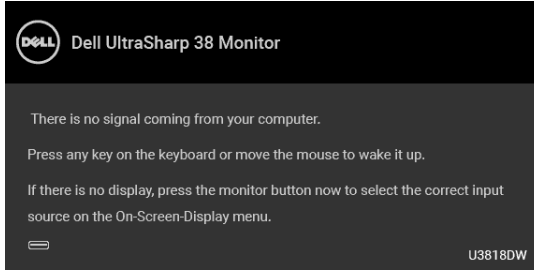 DELL
Dell UltraSharp 38 Monitor
There is no signal coming from your computer.
Press any key on the keyboard or move the mouse to wake it up.
If there is no display, press the monitor button now to select the correct input
source on the On-Screen-Display menu.
U3818DW